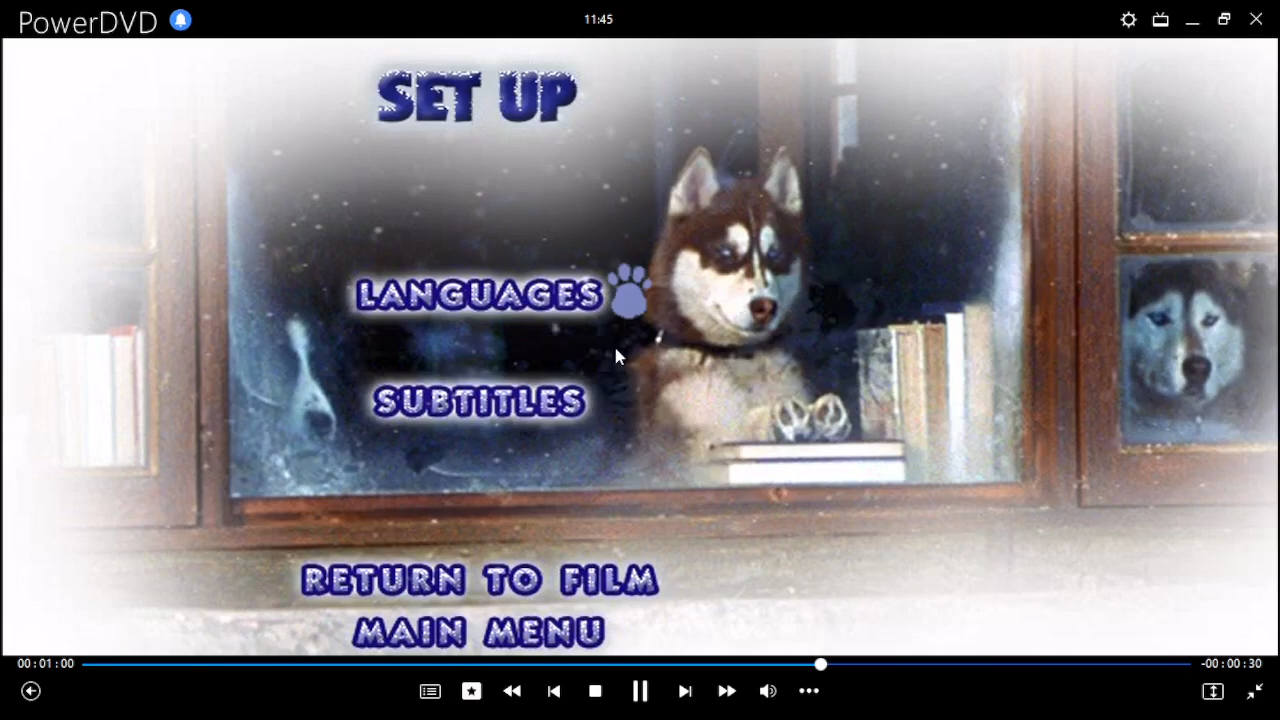 PowerDVD
11:45
SET UP
LANGUAGES
SUBTITLES
RETURN TO FILM
MAIN MENU
00:01:00
-00:00:30